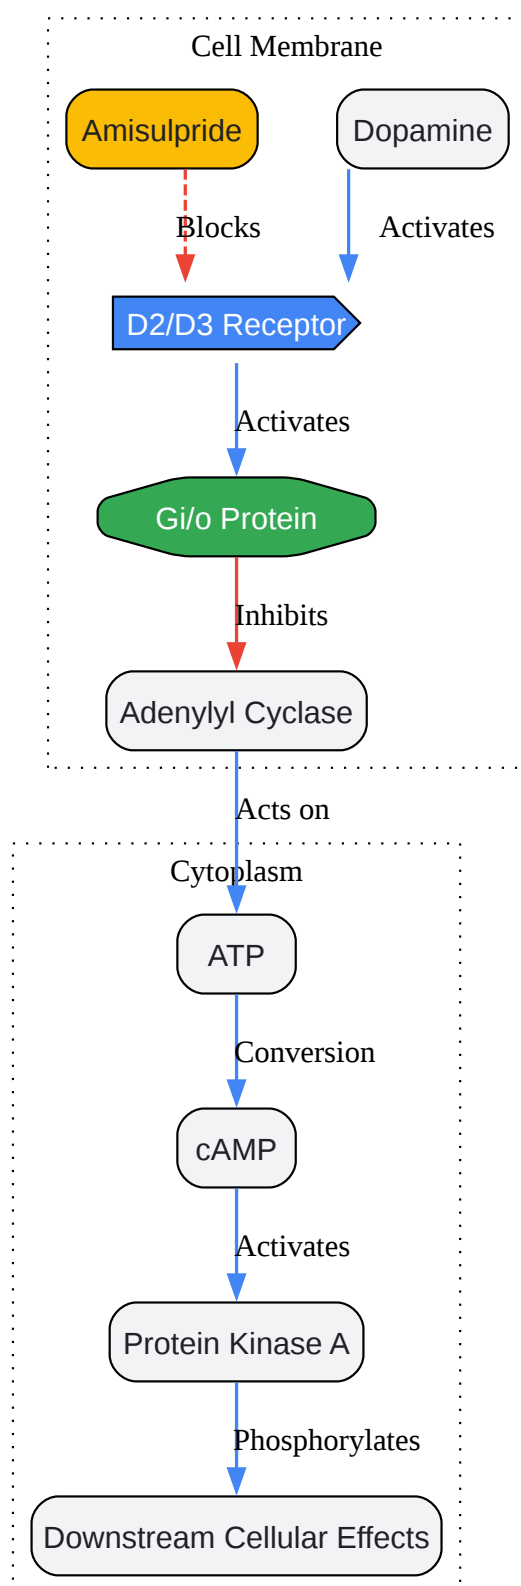 Cell Membrane
Amisulpride
Dopamine
Blocks
Activates
D2/D3 Receptor
Activates
Gi/o Protein
Inhibits
Adenylyl Cyclase
Acts on
Cytoplasm
ATP
Conversion
cAMP
Activates
Protein Kinase A
Phosphorylates
Downstream Cellular Effects